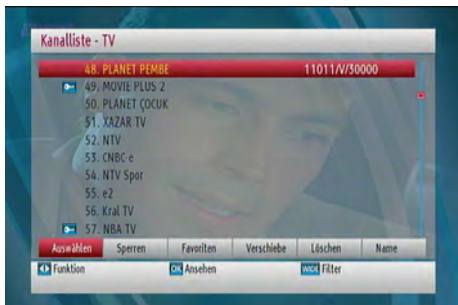 Kanalliste - TV
48. PLANET PEMBE 11011/V/30000
49. MOVIE PLUS 2
50. PLANET ÇOCUK
51. XAZAR TV
52. NTV
53. CNBC-e
54. NTV Spor
55. e2
56. Kral TV
57. NBA TV
Auswählen Sperren Favoriten Verschiebe Löschen Name
Funktion OK Ansehen WIDE Filter